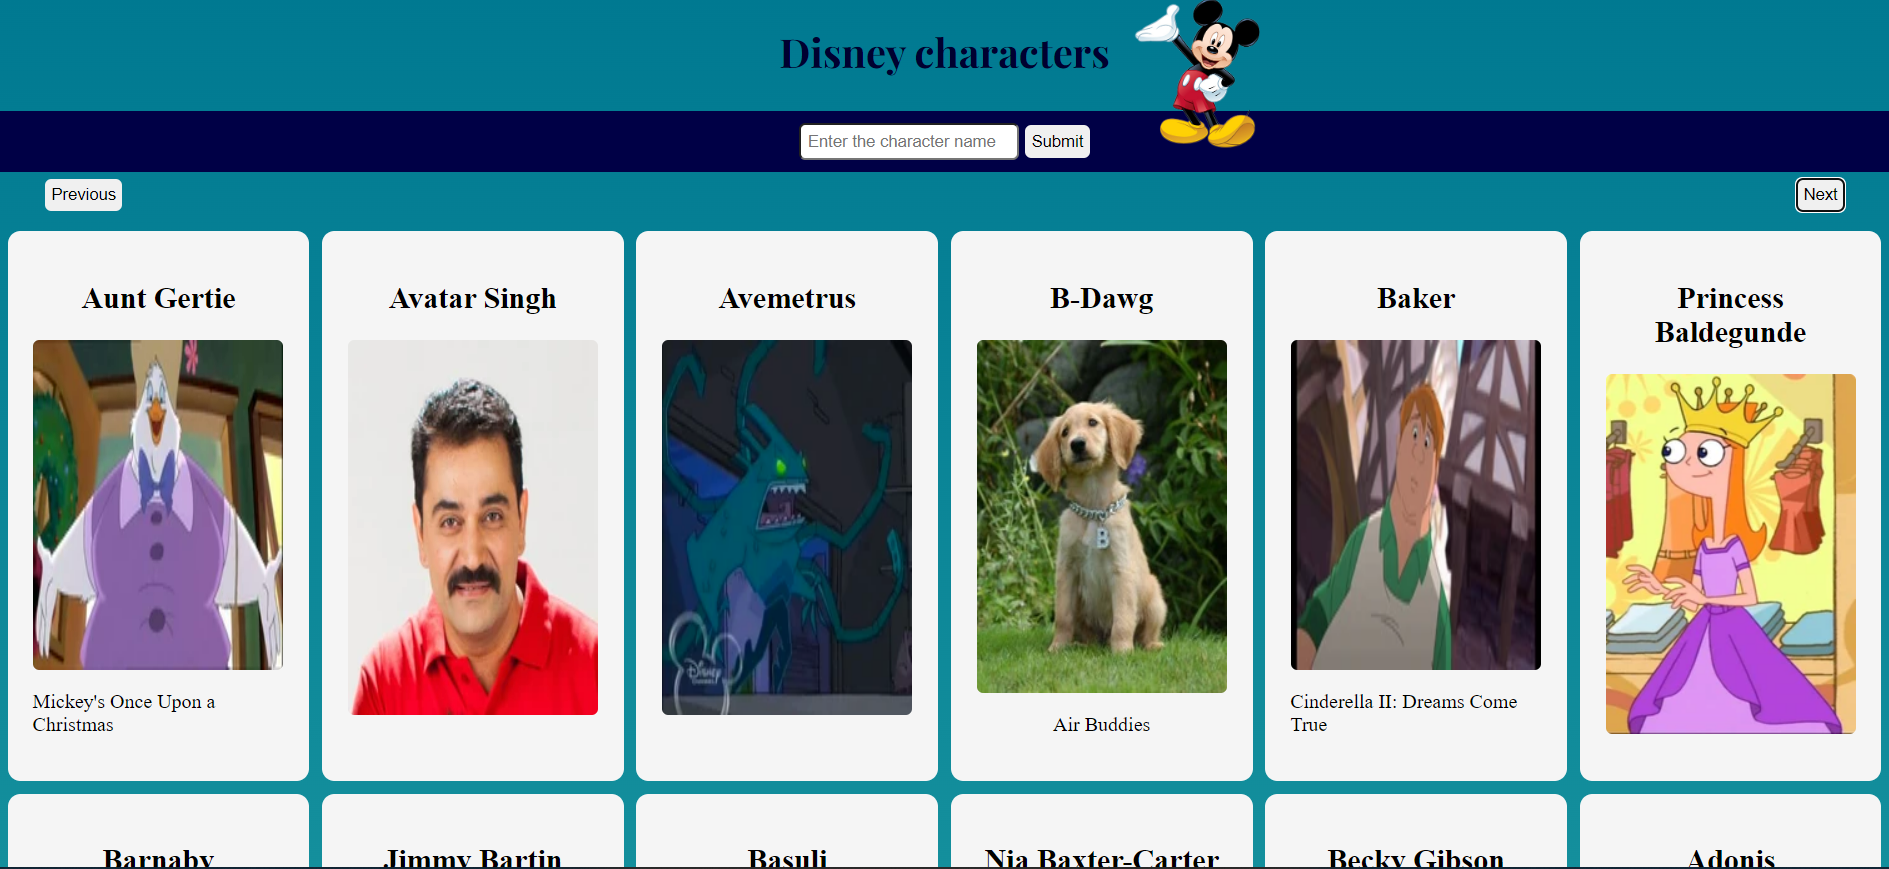 Disney characters
Enter the character name
Submit
Previous
Next
Aunt Gertie
Avatar Singh
Avemetrus
B-Dawg
Baker
Princess
Baldegunde
B
Disney
CHANNEL
Mickey's Once Upon a
Christmas
Air Buddies
Cinderella II: Dreams Come
True
Barnaby
Jimmy Bartin
Basuli
Nia Baxter-Carter
Becky Gibson
Adonis